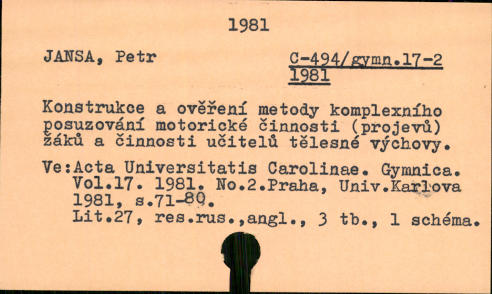 1981
JANSA, Petr C-494/gymn.17-2
1981
Konstrukce a ověření metody komplexního
posuzování motorické činnosti (projevů)
žáků a činnosti učitelů tělesné výchovy.
Ve:Acta Universitatis Carolinae. Gymnica.
Vol.17. 1981. No.2.Praha, Univ.Karlova
1981, s.71-80.
Lit.27, res.rus.,angl., 3 tb., 1 schéma.